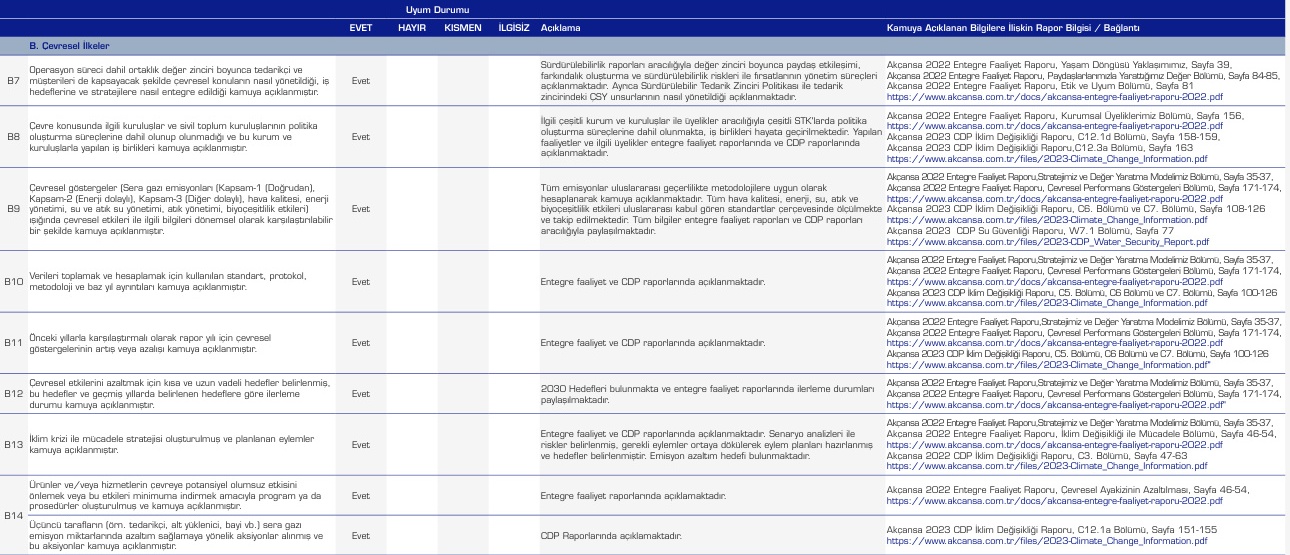 Uyum Durumu
EVET HAYIR KISMEN İLGİSİZ Açıklama Kamuya Açıklanan Bilgilere İlişkin Rapor Bilgisi / Bağlantı
B. Çevresel İlkeler
B7
Operasyon süreci dahil ortaklık değer zinciri boyunca tedarikçi ve
müşterileri de kapsayacak şekilde çevresel konuların nasıl yönetildiği, iş
hedeflerine ve stratejilere nasıl entegre edildiği kamuya açıklanmıştır.
Evet
Sürdürülebilirlik raporları aracılığıyla değer zinciri boyunca paydaş etkileşimi,
farkındalık oluşturma ve sürdürülebilirlik riskleri ile fırsatlarının yönetim süreçleri
açıklanmaktadır. Ayrıca Sürdürülebilir Tedarik Zinciri Politikası ile tedarik
zincirindeki ÇSY unsurlarının nasıl yönetildiği açıklanmaktadır.
Akçansa 2022 Entegre Faaliyet Raporu, Yaşam Döngüsü Yaklaşımımız, Sayfa 39,
Akçansa 2022 Entegre Faaliyet Raporu, Paydaşlarımızla Yarattığımız Değer Bölümü, Sayfa 84-85,
Akçansa 2022 Entegre Faaliyet Raporu, Etik ve Uyum Bölümü, Sayfa 81
https://www.akcansa.com.tr/docs/akcansa-entegre-faaliyet-raporu-2022.pdf
B8
Çevre konusunda ilgili kuruluşlar ve sivil toplum kuruluşlarının politika
oluşturma süreçlerine dahil olunup olunmadığı ve bu kurum ve
kuruluşlarla yapılan iş birlikleri kamuya açıklanmıştır.
Evet
İlgili çeşitli kurum ve kuruluşlar ile üyelikler aracılığıyla çeşitli STK'larda politika
oluşturma süreçlerine dahil olunmakta, iş birlikleri hayata geçirilmektedir. Yapılan
faaliyetler ve ilgili üyelikler entegre faaliyet raporlarında ve CDP raporlarında
açıklanmaktadır.
Akçansa 2022 Entegre Faaliyet Raporu, Kurumsal Üyeliklerimiz Bölümü, Sayfa 156,
https://www.akcansa.com.tr/docs/akcansa-entegre-faaliyet-raporu-2022.pdf
Akçansa 2023 CDP İklim Değişikliği Raporu, C12.1d Bölümü, Sayfa 158-159,
Akçansa 2023 CDP İklim Değişikliği Raporu,C12.3a Bölümü, Sayfa 163
https://www.akcansa.com.tr/files/2023-Climate_Change_Information.pdf
B9
Çevresel göstergeler (Sera gazı emisyonları (Kapsam-1 (Doğrudan),
Kapsam-2 (Enerji dolaylı), Kapsam-3 (Diğer dolaylı), hava kalitesi, enerji
yönetimi, su ve atık su yönetimi, atık yönetimi, biyoçeşitlilik etkileri)
ışığında çevresel etkileri ile ilgili bilgileri dönemsel olarak karşılaştırılabilir
bir şekilde kamuya açıklanmıştır.
Evet
Tüm emisyonlar uluslararası geçerlilikte metodolojilere uygun olarak
hesaplanarak kamuya açıklanmaktadır. Tüm hava kalitesi, enerji, su, atık ve
biyoçeşitlilik etkileri uluslararası kabul gören standartlar çerçevesinde ölçülmekte
ve takip edilmektedir. Tüm bilgiler entegre faaliyet raporları ve CDP raporları
aracılığıyla paylaşılmaktadır.
Akçansa 2022 Entegre Faaliyet Raporu,Stratejimiz ve Değer Yaratma Modelimiz Bölümü, Sayfa 35-37,
Akçansa 2022 Entegre Faaliyet Raporu, Çevresel Performans Göstergeleri Bölümü, Sayfa 171-174,
https://www.akcansa.com.tr/docs/akcansa-entegre-faaliyet-raporu-2022.pdf
Akçansa 2023 CDP İklim Değişikliği Raporu, C6. Bölümü ve C7. Bölümü, Sayfa 108-126
https://www.akcansa.com.tr/files/2023-Climate_Change_Information.pdf
Akçansa 2023 CDP Su Güvenliği Raporu, W7.1 Bölümü, Sayfa 77
https://www.akcansa.com.tr/files/2023-CDP_Water_Security_Report.pdf
B10
Verileri toplamak ve hesaplamak için kullanılan standart, protokol,
metodoloji ve baz yıl ayrıntıları kamuya açıklanmıştır.
Evet
Entegre faaliyet ve CDP raporlarında açıklanmaktadır.
Akçansa 2022 Entegre Faaliyet Raporu,Stratejimiz ve Değer Yaratma Modelimiz Bölümü, Sayfa 35-37,
Akçansa 2022 Entegre Faaliyet Raporu, Çevresel Performans Göstergeleri Bölümü, Sayfa 171-174,
https://www.akcansa.com.tr/docs/akcansa-entegre-faaliyet-raporu-2022.pdf
Akçansa 2023 CDP İklim Değişikliği Raporu, C5. Bölümü, C6 Bölümü ve C7. Bölümü, Sayfa 100-126
https://www.akcansa.com.tr/files/2023-Climate_Change_Information.pdf
B11
Önceki yıllarla karşılaştırmalı olarak rapor yılı için çevresel
göstergelerinin artış veya azalışı kamuya açıklanmıştır.
Evet
Entegre faaliyet ve CDP raporlarında açıklanmaktadır.
Akçansa 2022 Entegre Faaliyet Raporu,Stratejimiz ve Değer Yaratma Modelimiz Bölümü, Sayfa 35-37,
Akçansa 2022 Entegre Faaliyet Raporu, Çevresel Performans Göstergeleri Bölümü, Sayfa 171-174,
https://www.akcansa.com.tr/docs/akcansa-entegre-faaliyet-raporu-2022.pdf
Akçansa 2023 CDP İklim Değişikliği Raporu, C5. Bölümü, C6 Bölümü ve C7. Bölümü, Sayfa 100-126
https://www.akcansa.com.tr/files/2023-Climate_Change_Information.pdf"
B12
Çevresel etkilerini azaltmak için kısa ve uzun vadeli hedefler belirlenmiş,
bu hedefler ve geçmiş yıllarda belirlenen hedeflere göre ilerleme
durumu kamuya açıklanmıştır.
Evet
2030 Hedefleri bulunmakta ve entegre faaliyet raporlarında ilerleme durumları
paylaşılmaktadır.
Akçansa 2022 Entegre Faaliyet Raporu,Stratejimiz ve Değer Yaratma Modelimiz Bölümü, Sayfa 35-37,
Akçansa 2022 Entegre Faaliyet Raporu, Çevresel Performans Göstergeleri Bölümü, Sayfa 171-174,
https://www.akcansa.com.tr/docs/akcansa-entegre-faaliyet-raporu-2022.pdf"
B13
İklim krizi ile mücadele stratejisi oluşturulmuş ve planlanan eylemler
kamuya açıklanmıştır.
Evet
Entegre faaliyet ve CDP raporlarında açıklanmaktadır. Senaryo analizleri ile
riskler belirlenmiş, gerekli eylemler ortaya dökülerek eylem planları hazırlanmış
ve hedefler belirlenmiştir. Emisyon azaltım hedefi bulunmaktadır.
Akçansa 2022 Entegre Faaliyet Raporu,Stratejimiz ve Değer Yaratma Modelimiz Bölümü, Sayfa 35-37,
Akçansa 2022 Entegre Faaliyet Raporu, İklim Değişikliği ile Mücadele Bölümü, Sayfa 46-54,
https://www.akcansa.com.tr/docs/akcansa-entegre-faaliyet-raporu-2022.pdf
Akçansa 2022 CDP İklim Değişikliği Raporu, C3. Bölümü, Sayfa 47-63
https://www.akcansa.com.tr/files/2023-Climate_Change_Information.pdf
B14
Ürünler ve/veya hizmetlerin çevreye potansiyel olumsuz etkisini
önlemek veya bu etkileri minimuma indirmek amacıyla program ya da
prosedürler oluşturulmuş ve kamuya açıklanmıştır.
Evet
Entegre faaliyet raporlarında açıklamaktadır.
Akçansa 2022 Entegre Faaliyet Raporu, Çevresel Ayakizinin Azaltılması, Sayfa 46-54,
https://www.akcansa.com.tr/docs/akcansa-entegre-faaliyet-raporu-2022.pdf
Üçüncü tarafların (örn. tedarikçi, alt yüklenici, bayi vb.) sera gazı
emisyon miktarlarında azaltım sağlamaya yönelik aksiyonlar alınmış ve
bu aksiyonlar kamuya açıklanmıştır.
Evet
CDP Raporlarında açıklamaktadır.
Akçansa 2023 CDP İklim Değişikliği Raporu, C12.1a Bölümü, Sayfa 151-155
https://www.akcansa.com.tr/files/2023-Climate_Change_Information.pdf